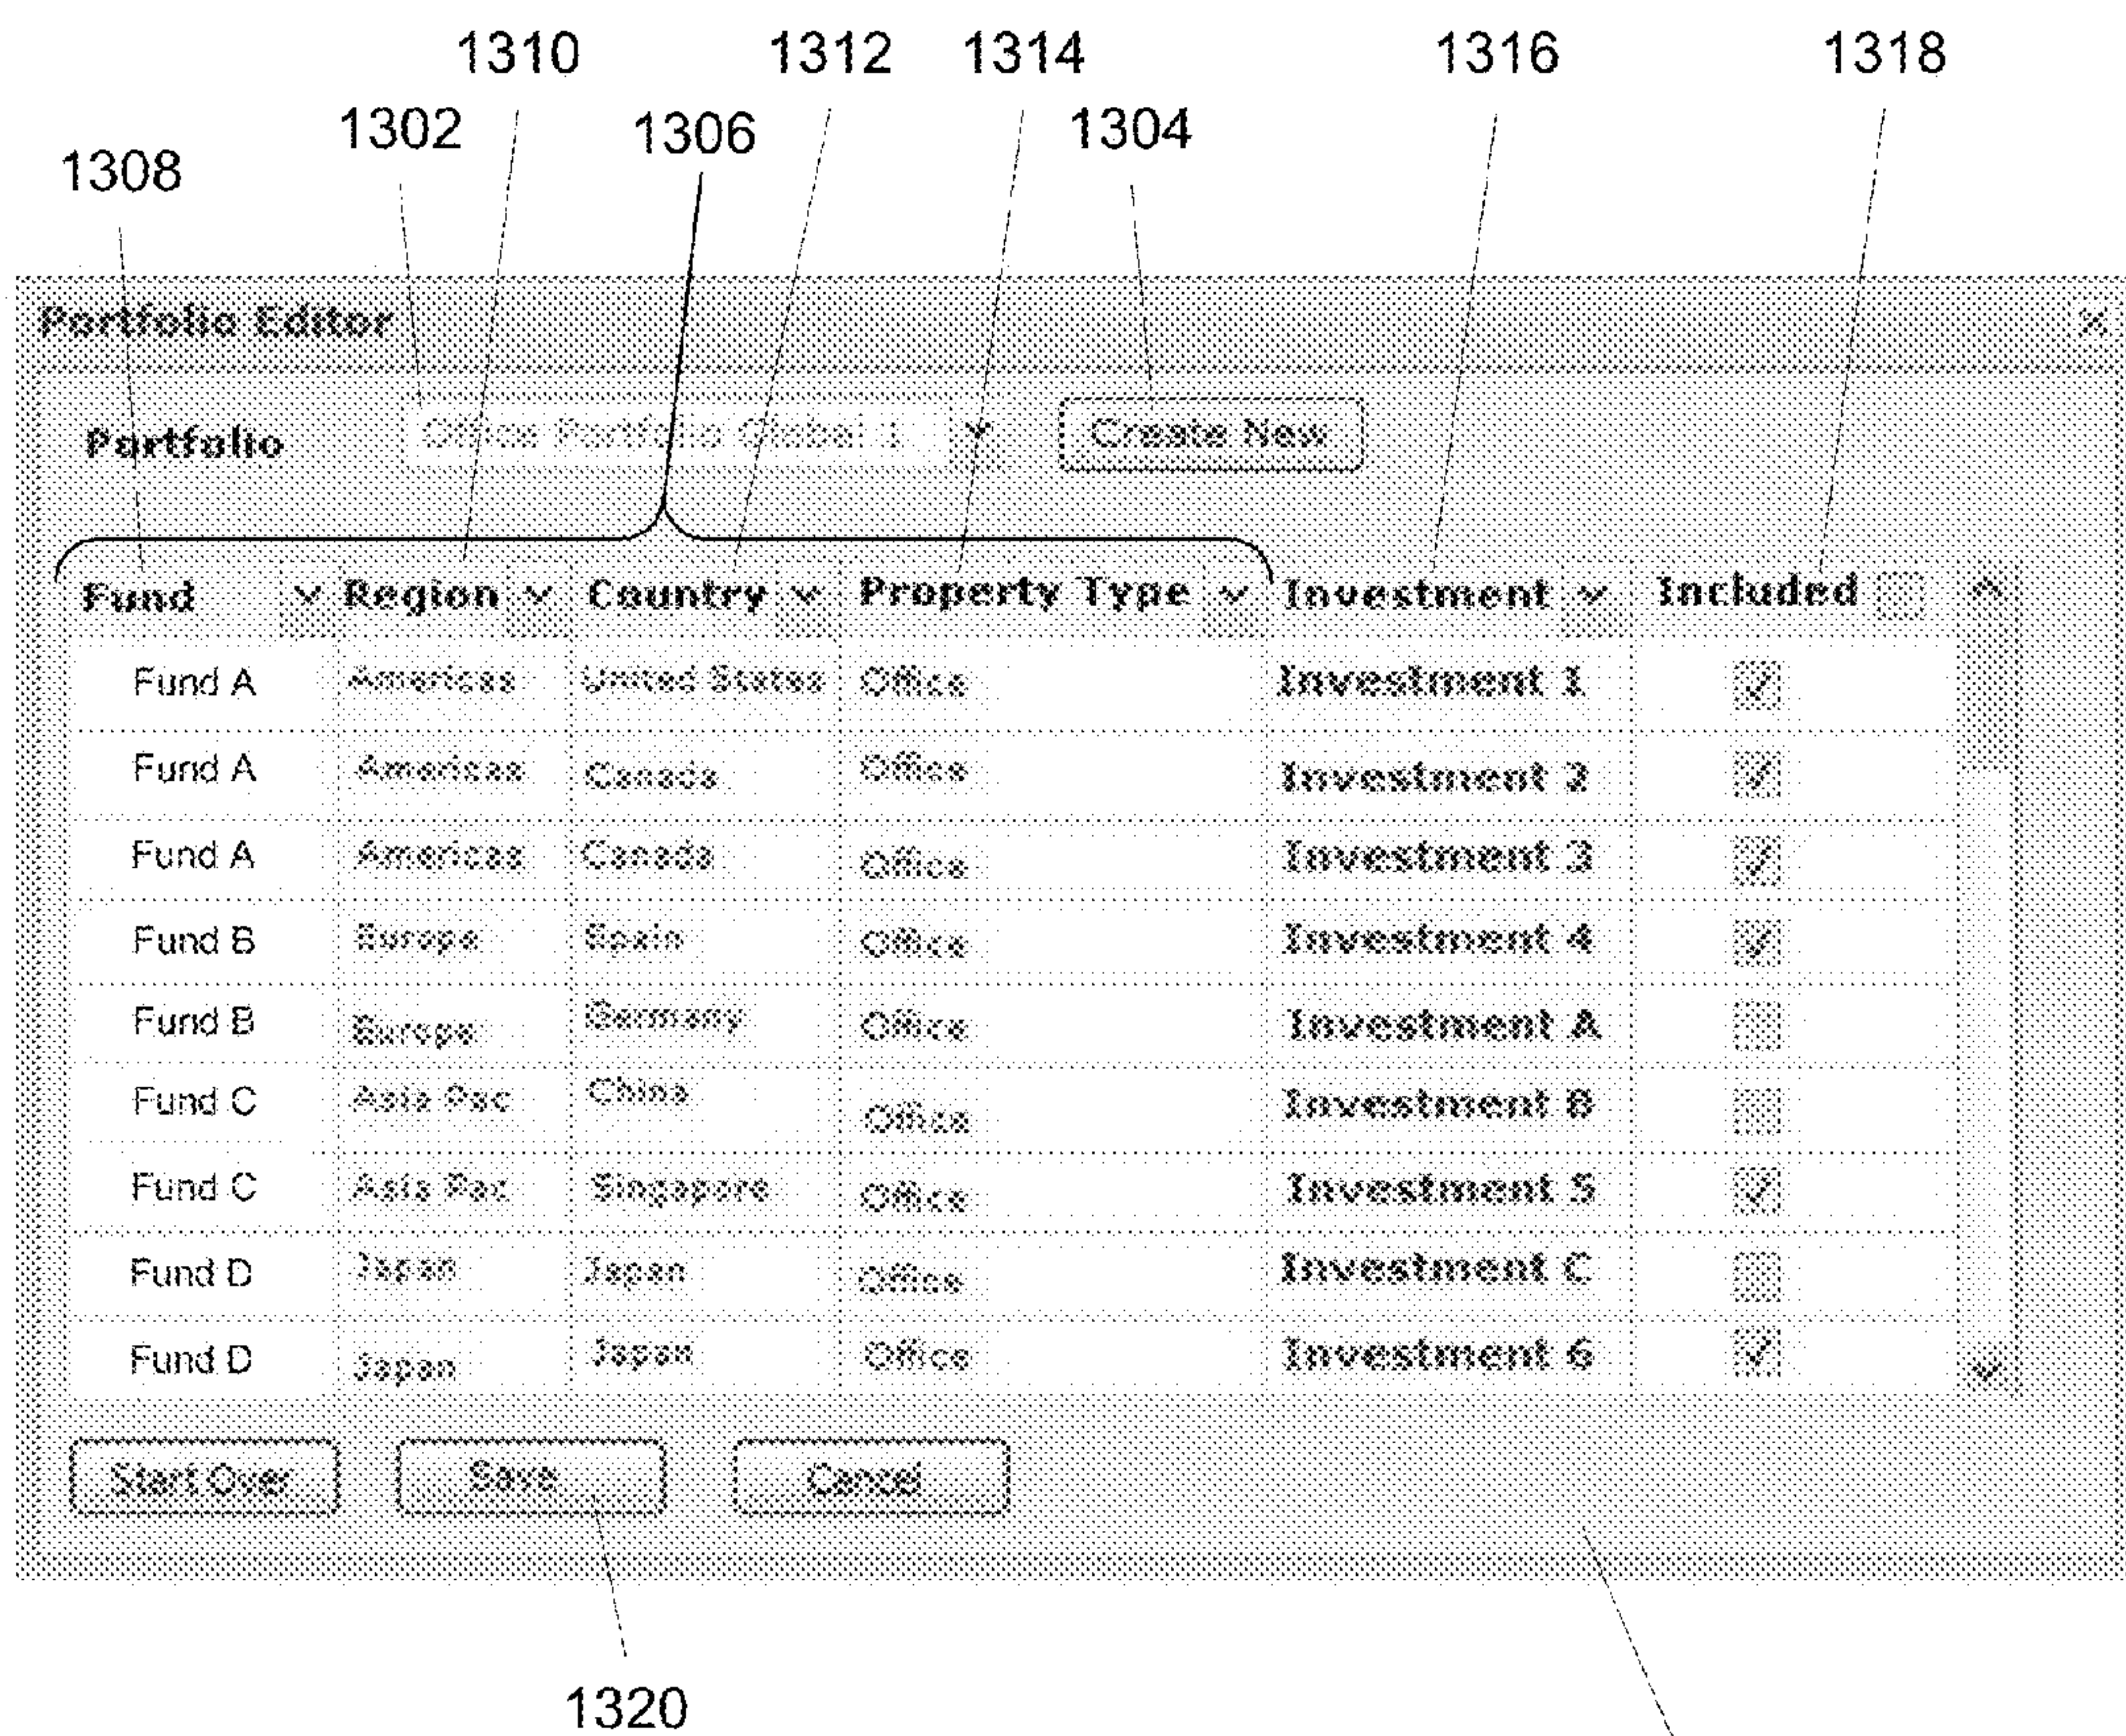 1310 1312 1314 1316 1318
1302 1306 1304
1308
Portfolio Editor
Portfolio Office Portfolio Global 1 Create New
Fund Region Country Property Type Investment Included
Fund A Americas United States Office Investment 1
Fund A Americas Canada Office Investment 2
Fund A Americas Canada Office Investment 3
Fund B Europe Spain Office Investment 4
Fund B Europe Germany Office Investment A
Fund C Asia Pac China Office Investment B
Fund C Asia Pac Singapore Office Investment 5
Fund D Japan Japan Office Investment C
Fund D Japan Japan Office Investment 6
Start Over Save Cancel
1320